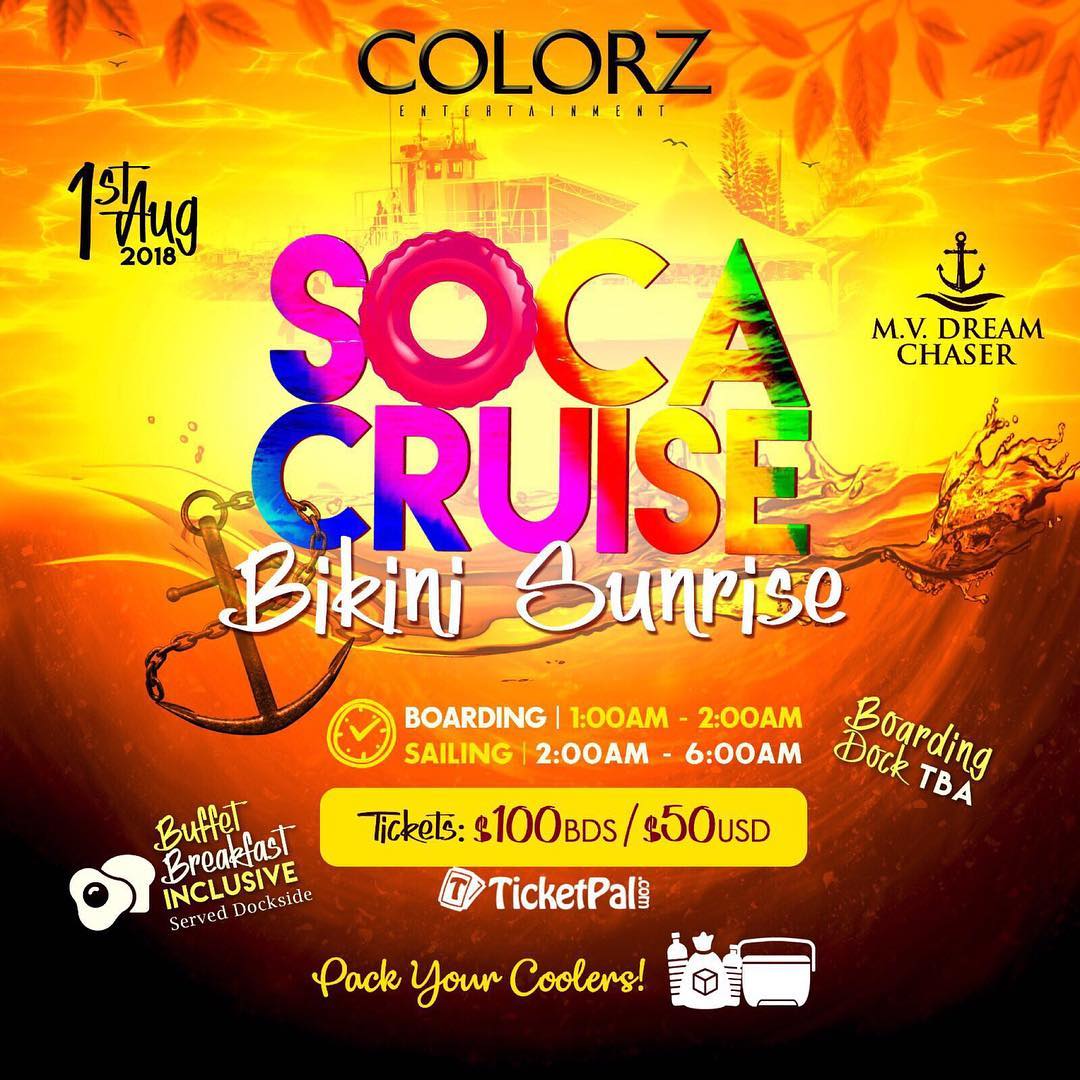 COLORZ
ENTERTAINMENT
1st Aug
2018
M.V. DREAM
CHASER
SOCA
CRUISE
Bikini Sunrise
BOARDING | 1:00AM - 2:00AM
SAILING | 2:00AM - 6:00AM
Boarding
Dock TBA
Tickets: $100BDS / $50USD
Buffet
Breakfast
INCLUSIVE
Served Dockside
T TicketPal.com
Pack Your Coolers!